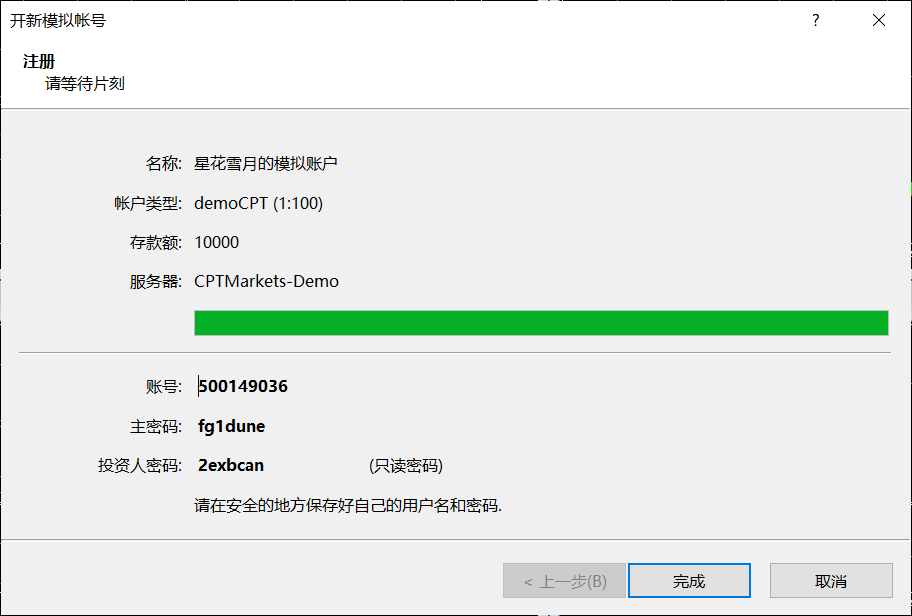 开新模拟帐号
?
注册
请等待片刻
名称: 星花雪月的模拟账户
帐户类型: demoCPT (1:100)
存款额: 10000
服务器: CPTMarkets-Demo
账号: 500149036
主密码: fg1dune
投资人密码: 2exbcan (只读密码)
请在安全的地方保存好自己的用户名和密码.
< 上一步(B) 完成 取消